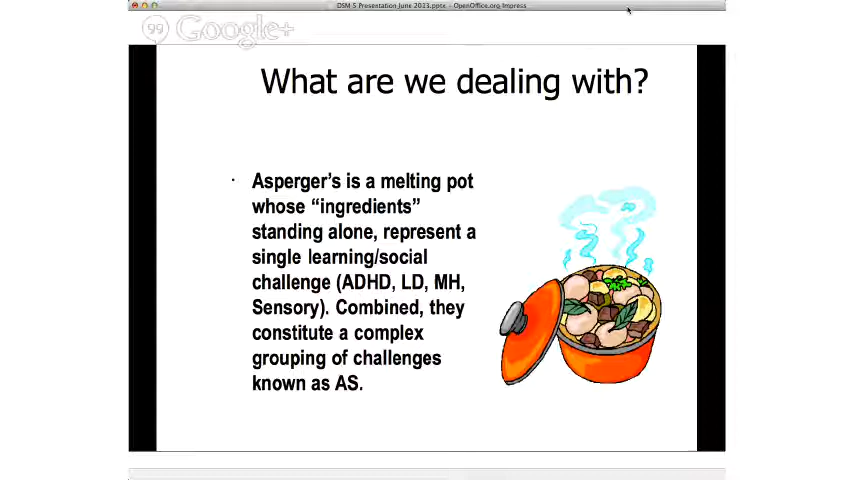 DSM 5 Presentation June 2013.pptx - OpenOffice.org Impress
Google+
What are we dealing with?
· Asperger's is a melting pot
whose “ingredients”
standing alone, represent a
single learning/social
challenge (ADHD, LD, MH,
Sensory). Combined, they
constitute a complex
grouping of challenges
known as AS.